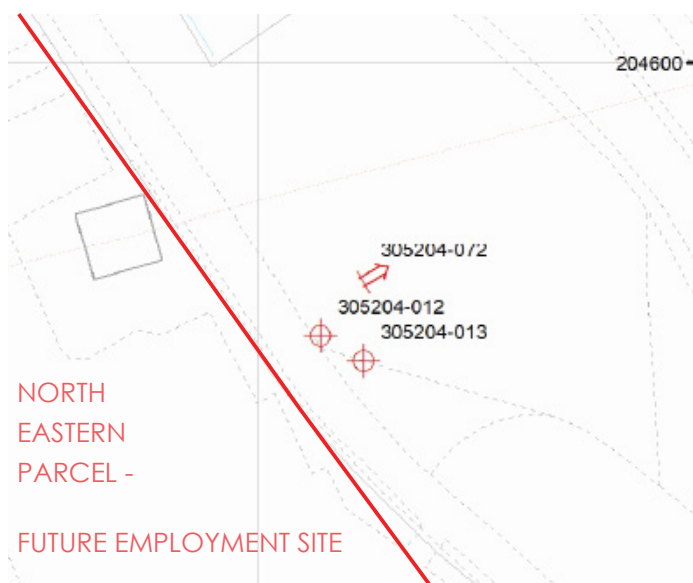 204600
305204-072
305204-012
305204-013
NORTH
EASTERN
PARCEL -
FUTURE EMPLOYMENT SITE